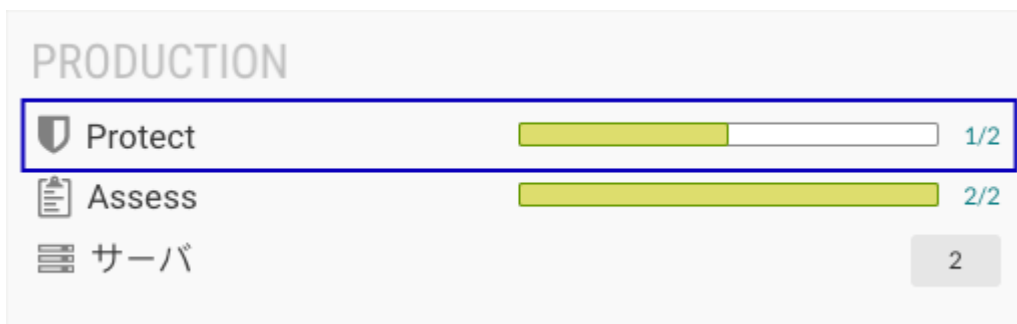 PRODUCTION
Protect 1/2
Assess 2/2
サーバ 2